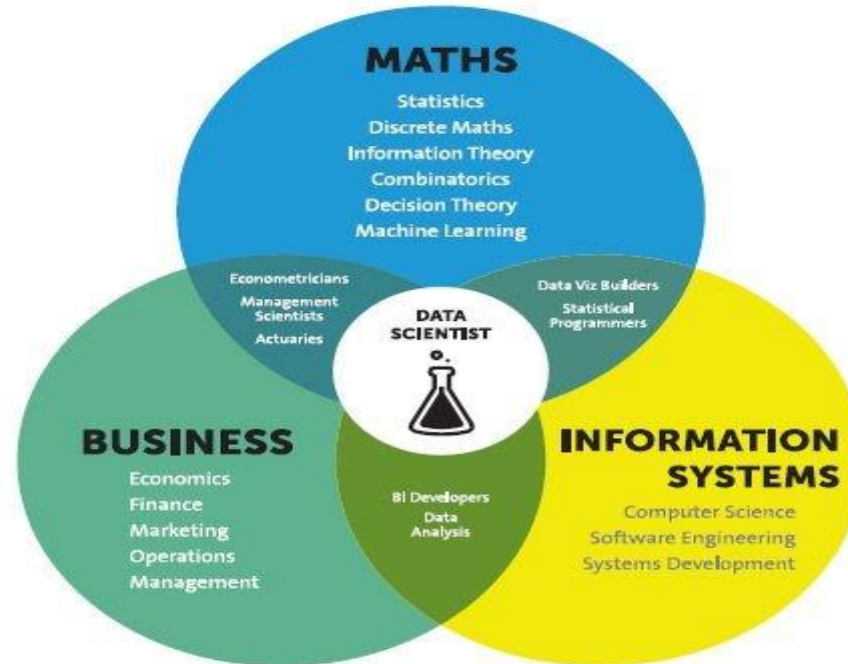 MATHS
Statistics
Discrete Maths
Information Theory
Combinatorics
Decision Theory
Machine Learning
Econometricians
Management
Scientists
Actuaries
Data Viz Builders
Statistical
Programmers
DATA
SCIENTIST
BUSINESS
Economics
Finance
Marketing
Operations
Management
BI Developers
Data
Analysis
INFORMATION
SYSTEMS
Computer Science
Software Engineering
Systems Development